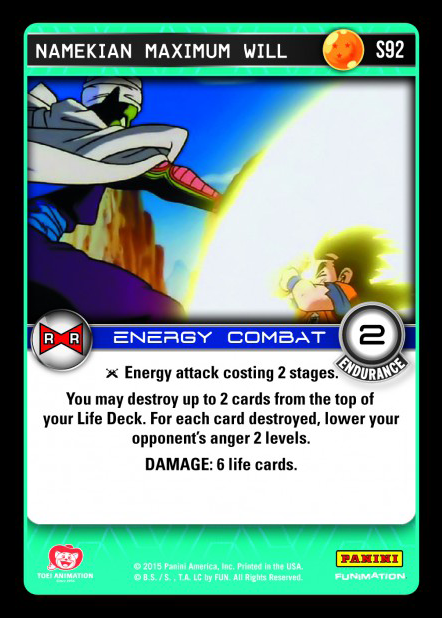 NAMEKIAN MAXIMUM WILL S92
R R ENERGY COMBAT 2
ENDURANCE
Energy attack costing 2 stages.
You may destroy up to 2 cards from the top of
your Life Deck. For each card destroyed, lower your
opponent's anger 2 levels.
DAMAGE: 6 life cards.
TOEI ANIMATION
© 2015 Panini America, Inc. Printed in the USA.
© B.S. / S. , T.A. LC by FUN. All Rights Reserved.
PANINI
FUNIMATION